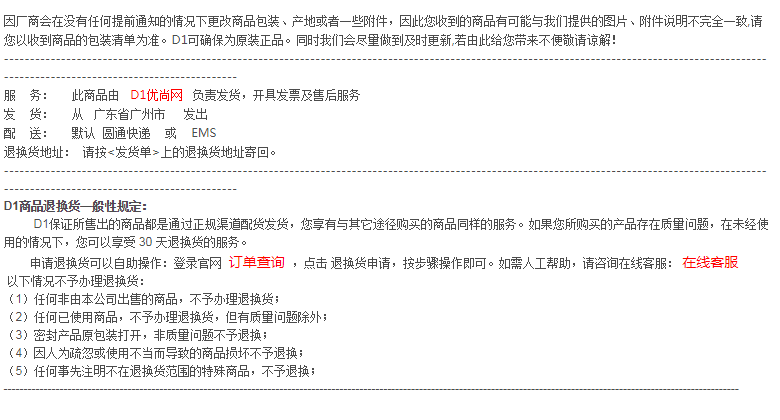 因厂商会在没有任何提前通知的情况下更改商品包装、产地或者一些附件，因此您收到的商品有可能与我们提供的图片、附件说明不完全一致,请
您以收到商品的包装清单为准。D1可确保为原装正品。同时我们会尽量做到及时更新,若由此给您带来不便敬请谅解！
服 务： 此商品由 D1优尚网 负责发货，开具发票及售后服务
发 货： 从 广东省广州市 发出
配 送： 默认 圆通快递 或 EMS
退换货地址： 请按<发货单>上的退换货地址寄回。
D1商品退换货一般性规定：
D1保证所售出的商品都是通过正规渠道配货发货，您享有与其它途径购买的商品同样的服务。如果您所购买的产品存在质量问题，在未经使
用的情况下，您可以享受 30 天退换货的服务。
申请退换货可以自助操作：登录官网 订单查询 ，点击 退换货申请，按步骤操作即可。如需人工帮助，请咨询在线客服： 在线客服
以下情况不予办理退换货：
（1）任何非由本公司出售的商品，不予办理退换货；
（2）任何已使用商品，不予办理退换货，但有质量问题除外；
（3）密封产品原包装打开，非质量问题不予退换；
（4）因人为疏忽或使用不当而导致的商品损坏不予退换；
（5）任何事先注明不在退换货范围的特殊商品，不予退换；